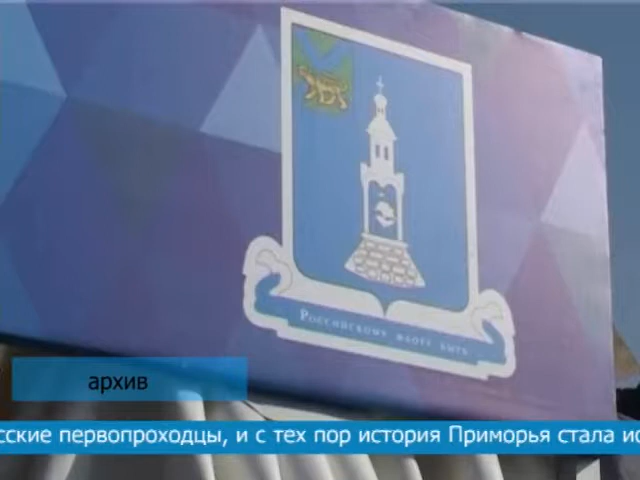 Российскому флоту быть
архив
сские первопроходцы, и с тех пор история Приморья стала ис